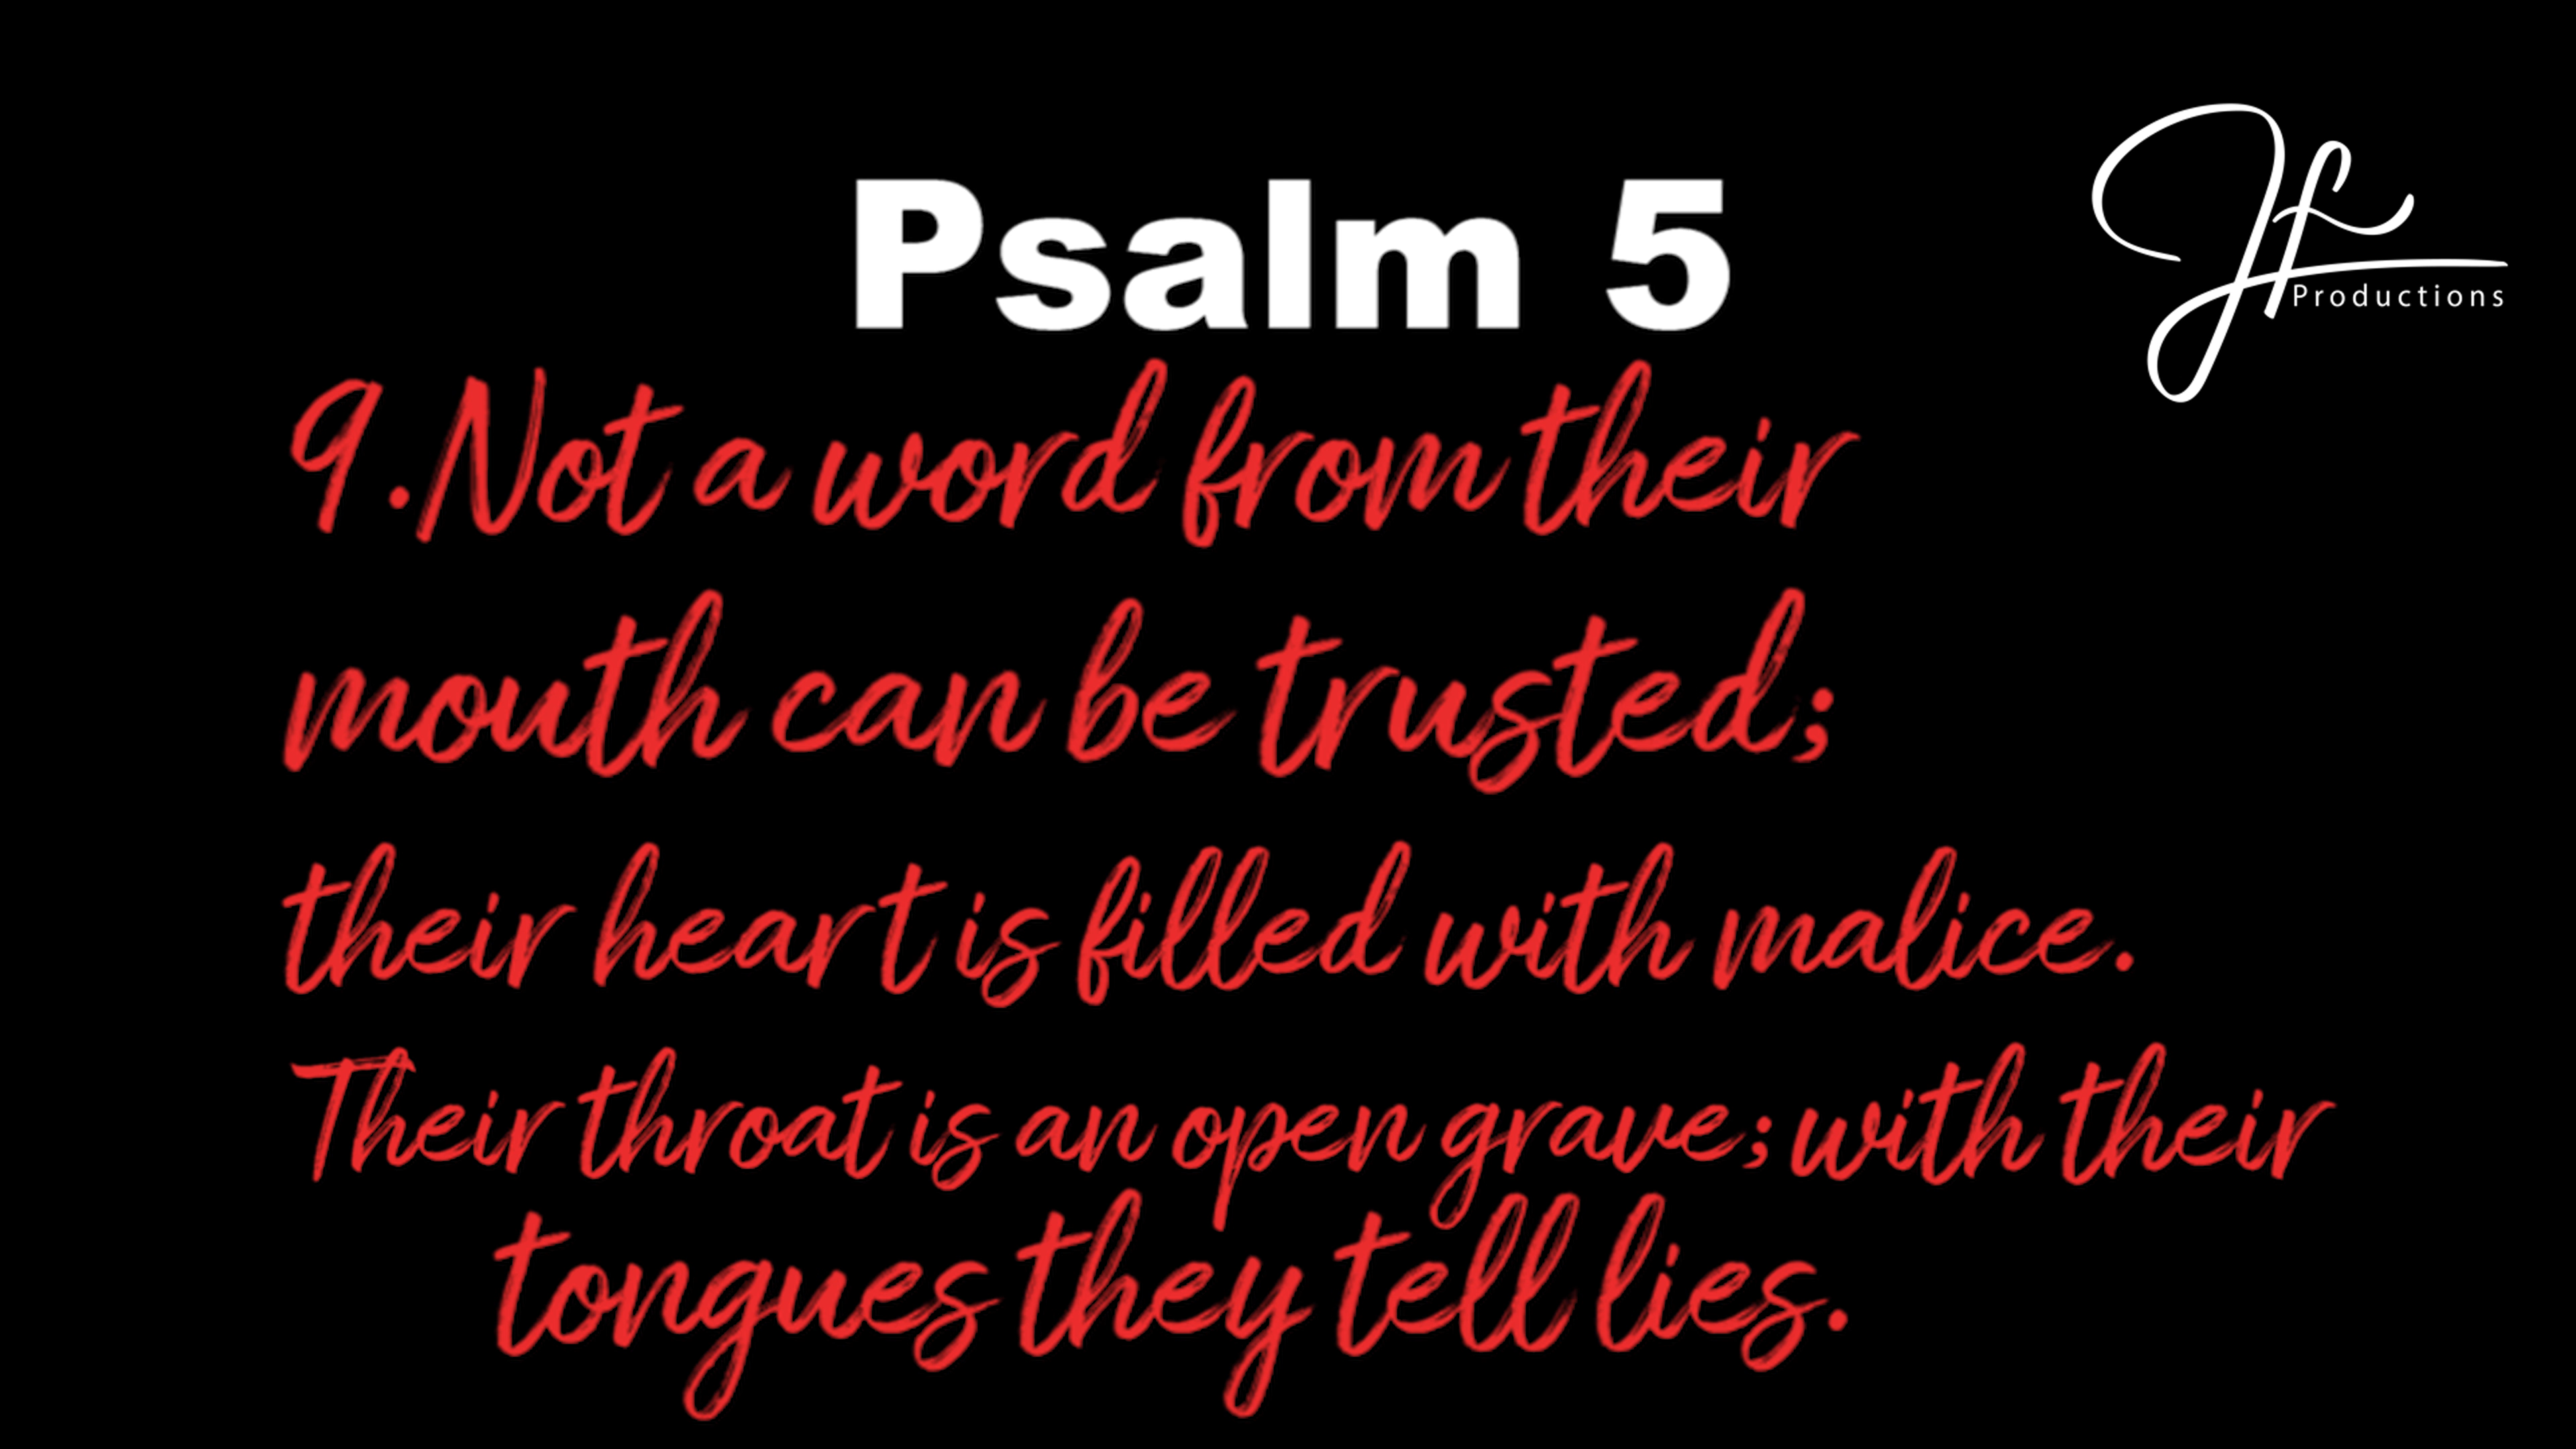 Psalm 5
Jf
Productions
9.Not a word from their
mouth can be trusted;
their heart is filled with malice.
Their throat is an open grave; with their
tongues they tell lies.